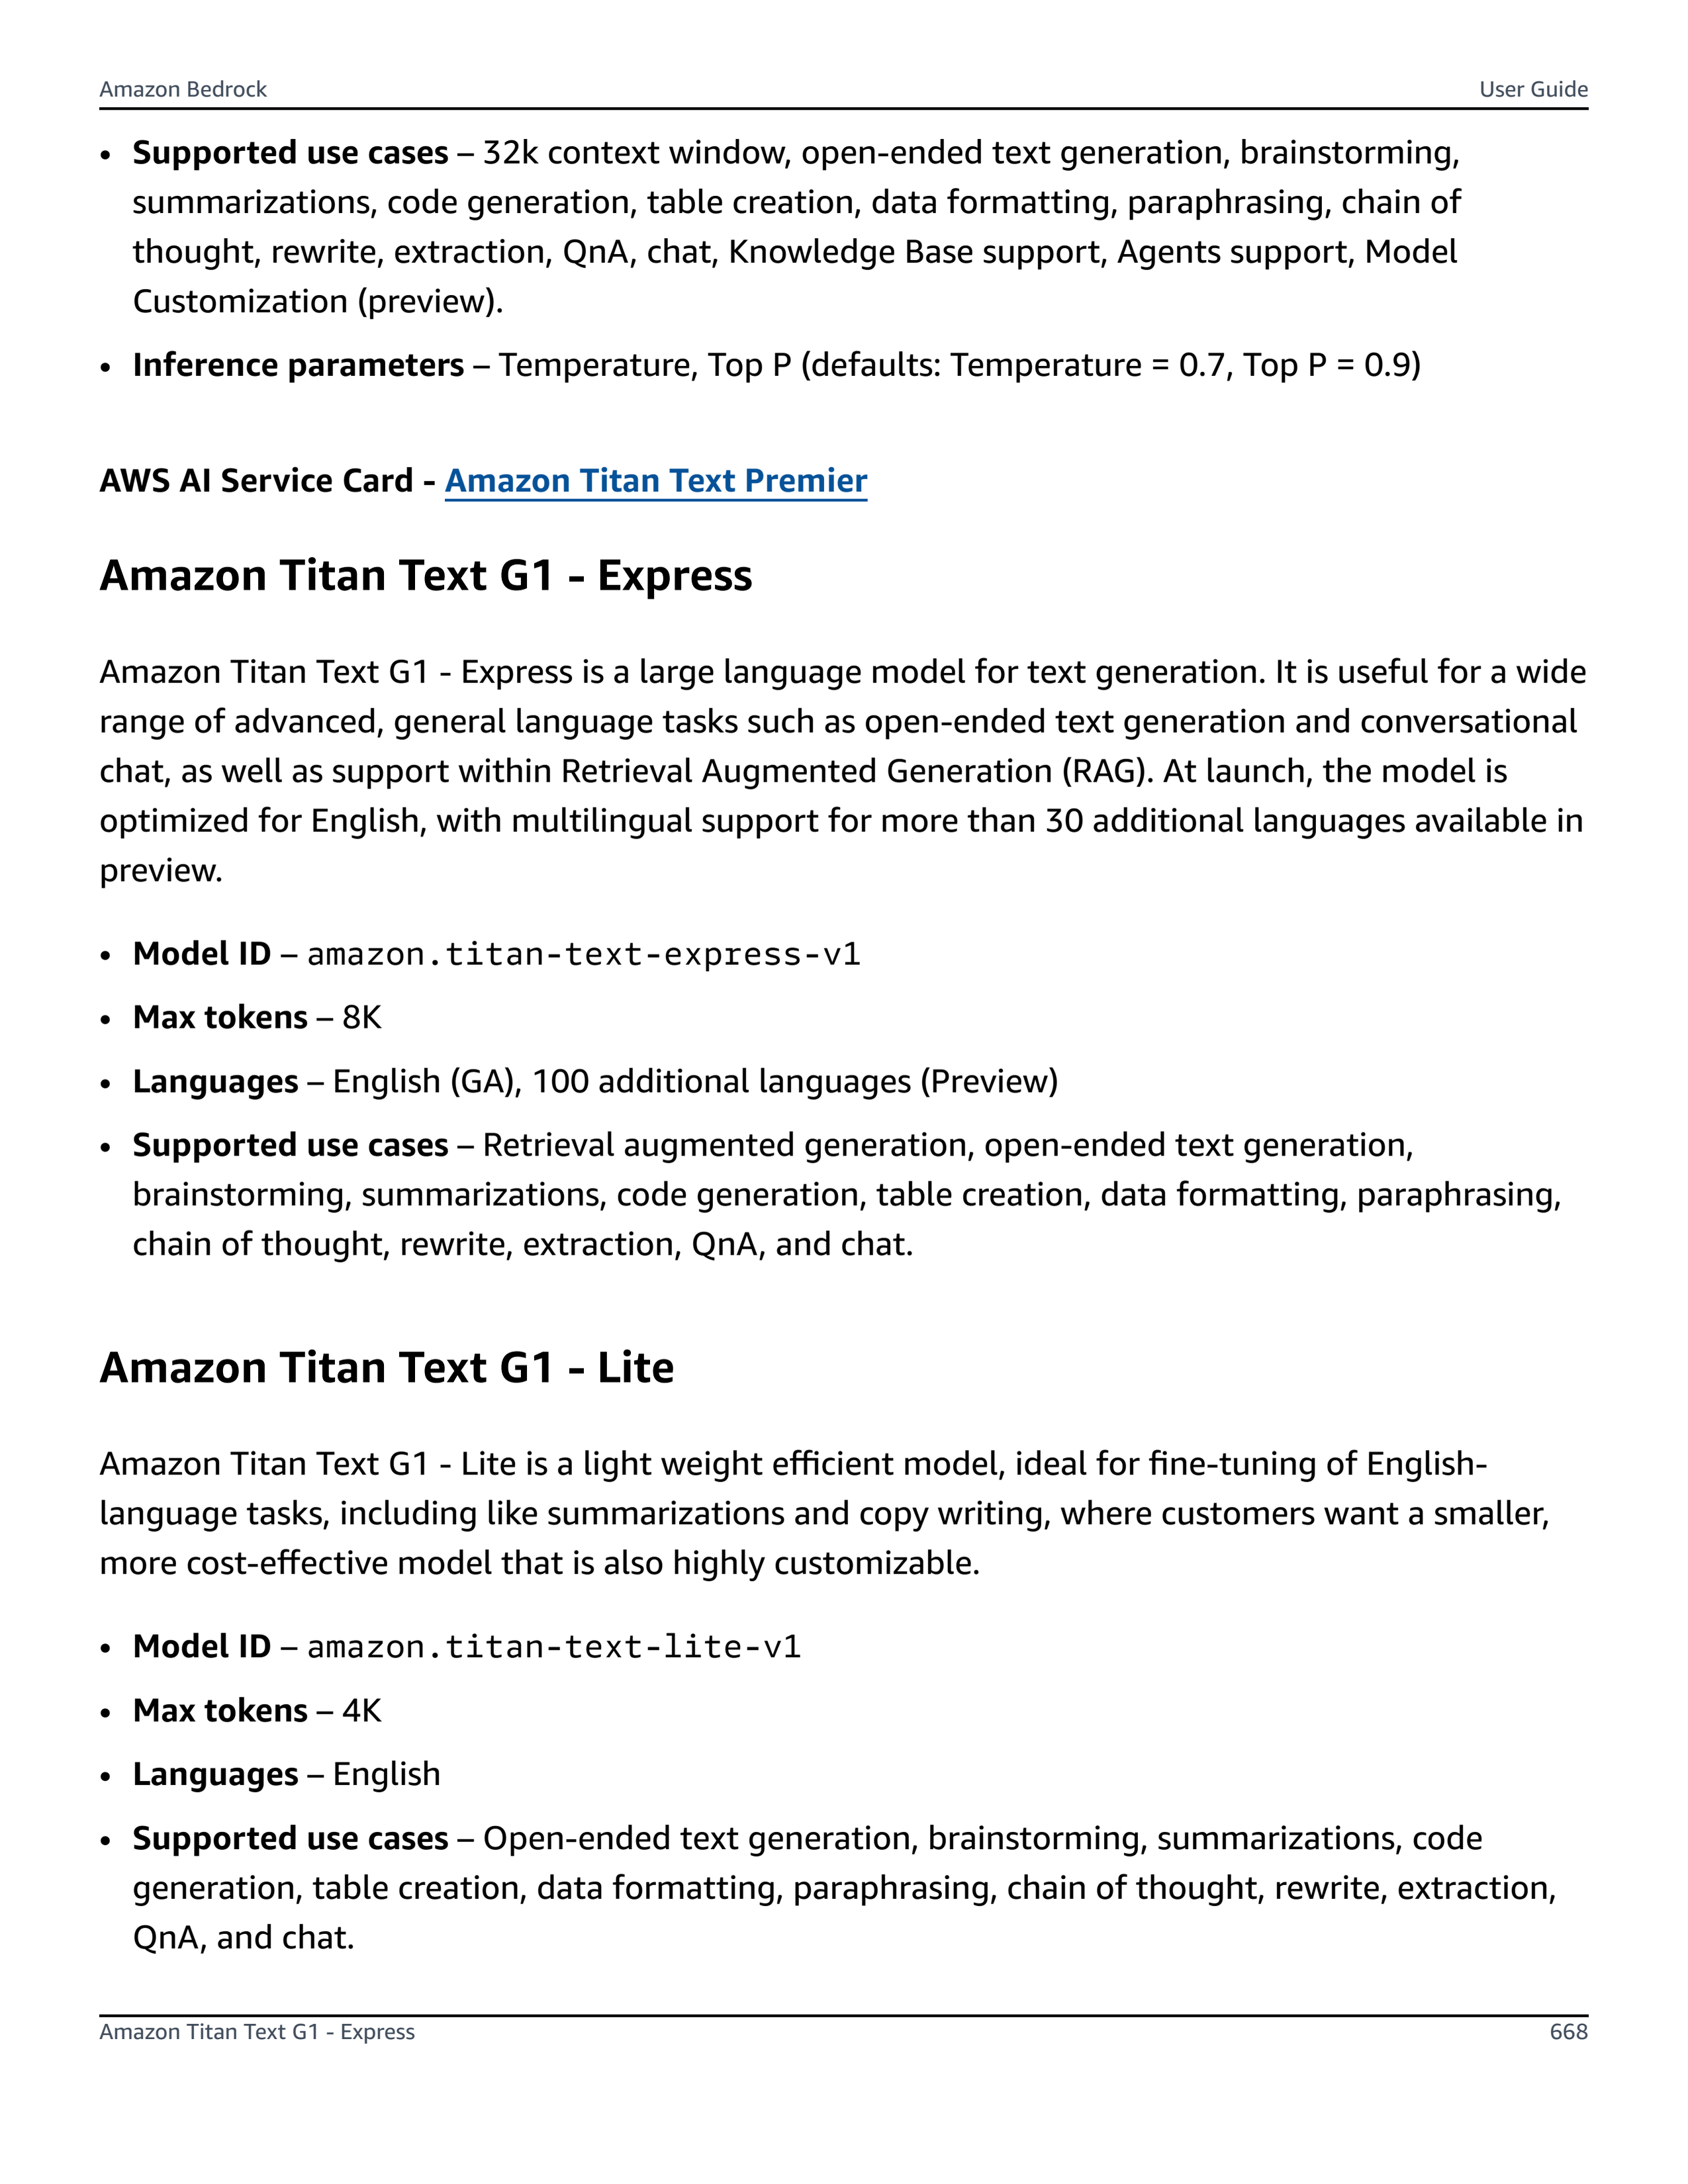 Amazon Bedrock
User Guide
• Supported use cases – 32k context window, open-ended text generation, brainstorming,
summarizations, code generation, table creation, data formatting, paraphrasing, chain of
thought, rewrite, extraction, QnA, chat, Knowledge Base support, Agents support, Model
Customization (preview).
• Inference parameters – Temperature, Top P (defaults: Temperature = 0.7, Top P = 0.9)
AWS AI Service Card - Amazon Titan Text Premier
Amazon Titan Text G1 - Express
Amazon Titan Text G1 - Express is a large language model for text generation. It is useful for a wide
range of advanced, general language tasks such as open-ended text generation and conversational
chat, as well as support within Retrieval Augmented Generation (RAG). At launch, the model is
optimized for English, with multilingual support for more than 30 additional languages available in
preview.
• Model ID – amazon.titan-text-express-v1
• Max tokens – 8K
• Languages – English (GA), 100 additional languages (Preview)
• Supported use cases – Retrieval augmented generation, open-ended text generation,
brainstorming, summarizations, code generation, table creation, data formatting, paraphrasing,
chain of thought, rewrite, extraction, QnA, and chat.
Amazon Titan Text G1 - Lite
Amazon Titan Text G1 - Lite is a light weight efficient model, ideal for fine-tuning of English-
language tasks, including like summarizations and copy writing, where customers want a smaller,
more cost-effective model that is also highly customizable.
• Model ID – amazon.titan-text-lite-v1
• Max tokens – 4K
• Languages – English
• Supported use cases – Open-ended text generation, brainstorming, summarizations, code
generation, table creation, data formatting, paraphrasing, chain of thought, rewrite, extraction,
QnA, and chat.
Amazon Titan Text G1 - Express
668